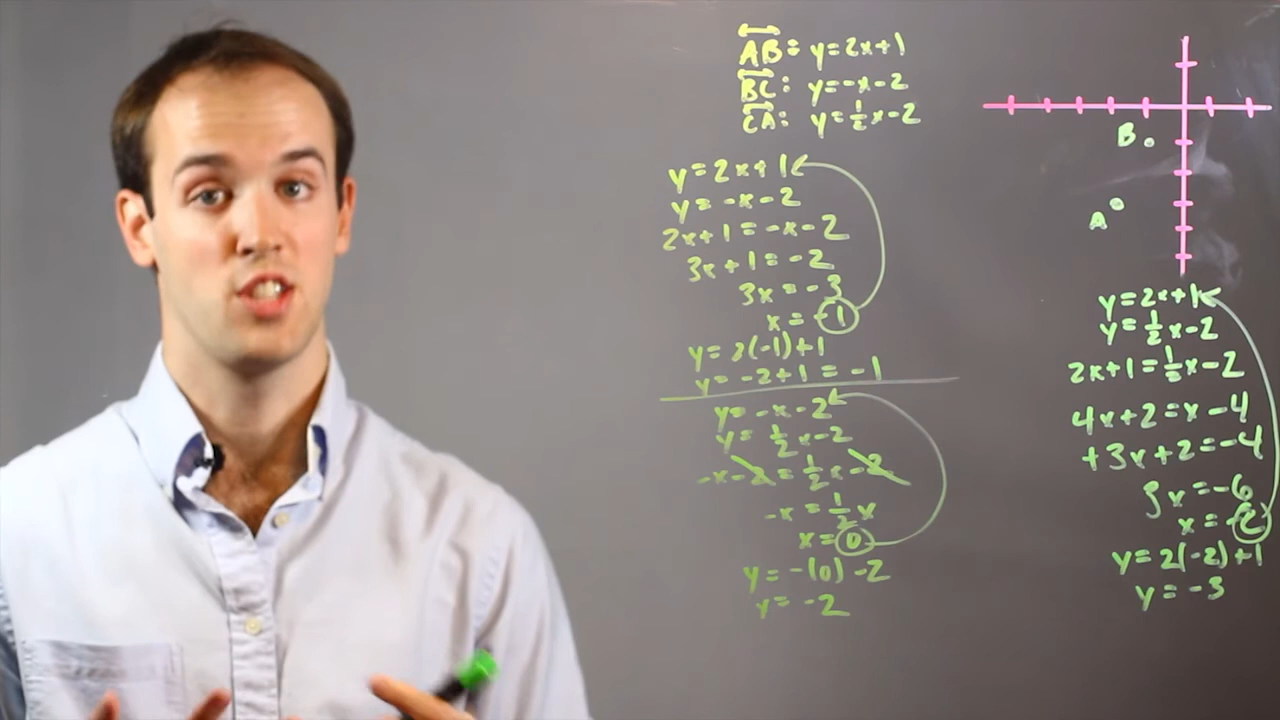 AB: y=2x+1
BC: y=-x-2
CA: y=½x-2
y=2x+1
y=-x-2
2x+1=-x-2
3x+1=-2
3x=-3
x=-1
y=2(-1)+1
y=-2+1=-1
y=-x-2
y=½x-2
-x-2=½x-2
-x=½x
x=0
y=-(0)-2
y=-2
B
A
y=2x+1
y=½x-2
2x+1=½x-2
4x+2=x-4
+3x+2=-4
3x=-6
x=-2
y=2(-2)+1
y=-3